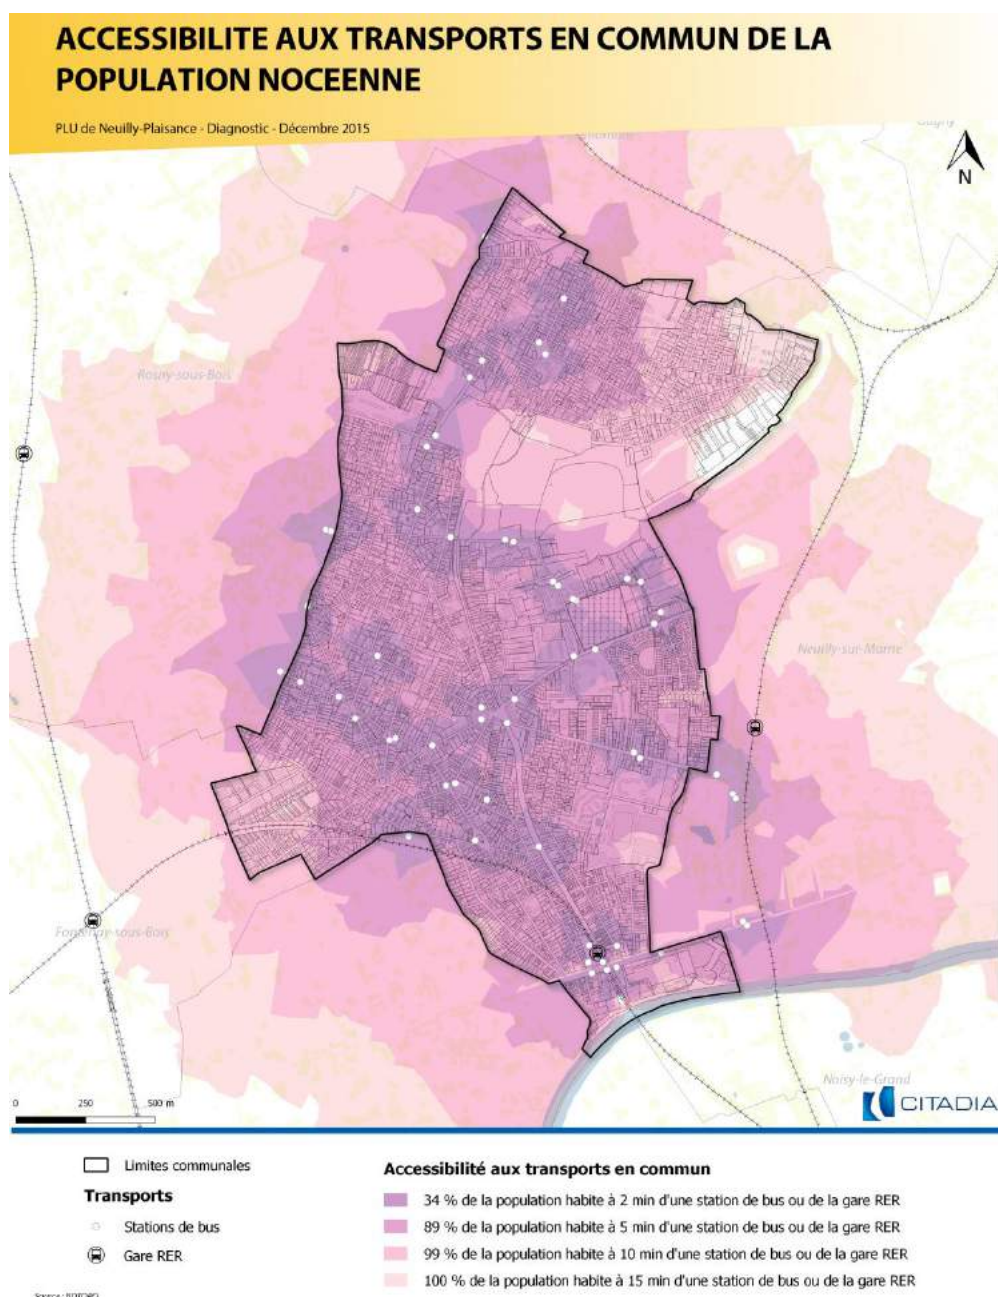 ACCESSIBILITE AUX TRANSPORTS EN COMMUN DE LA
POPULATION NOCEENNE
PLU de Neuilly-Plaisance - Diagnostic - Décembre 2015
Gagny
N
Rosny-sous-Bois
Neuilly-sur-Marne
Fontenay-sous-Bois
Noisy-le-Grand
0 250 500 m
CITADIA
Limites communales
Transports
Stations de bus
Gare RER
Accessibilité aux transports en commun
34 % de la population habite à 2 min d'une station de bus ou de la gare RER
89 % de la population habite à 5 min d'une station de bus ou de la gare RER
99 % de la population habite à 10 min d'une station de bus ou de la gare RER
100 % de la population habite à 15 min d'une station de bus ou de la gare RER